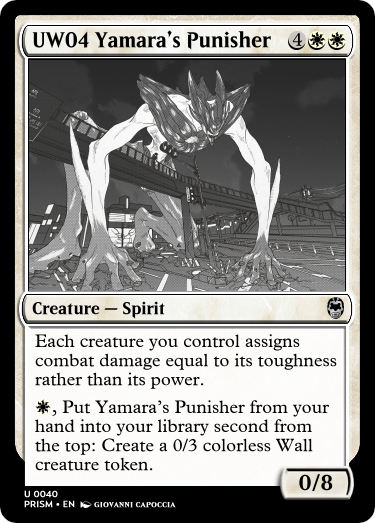 UW04 Yamara's Punisher 4
Creature — Spirit
Each creature you control assigns
combat damage equal to its toughness
rather than its power.
, Put Yamara's Punisher from your
hand into your library second from
the top: Create a 0/3 colorless Wall
creature token.
0/8
U 0040
PRISM • EN GIOVANNI CAPOCCIA